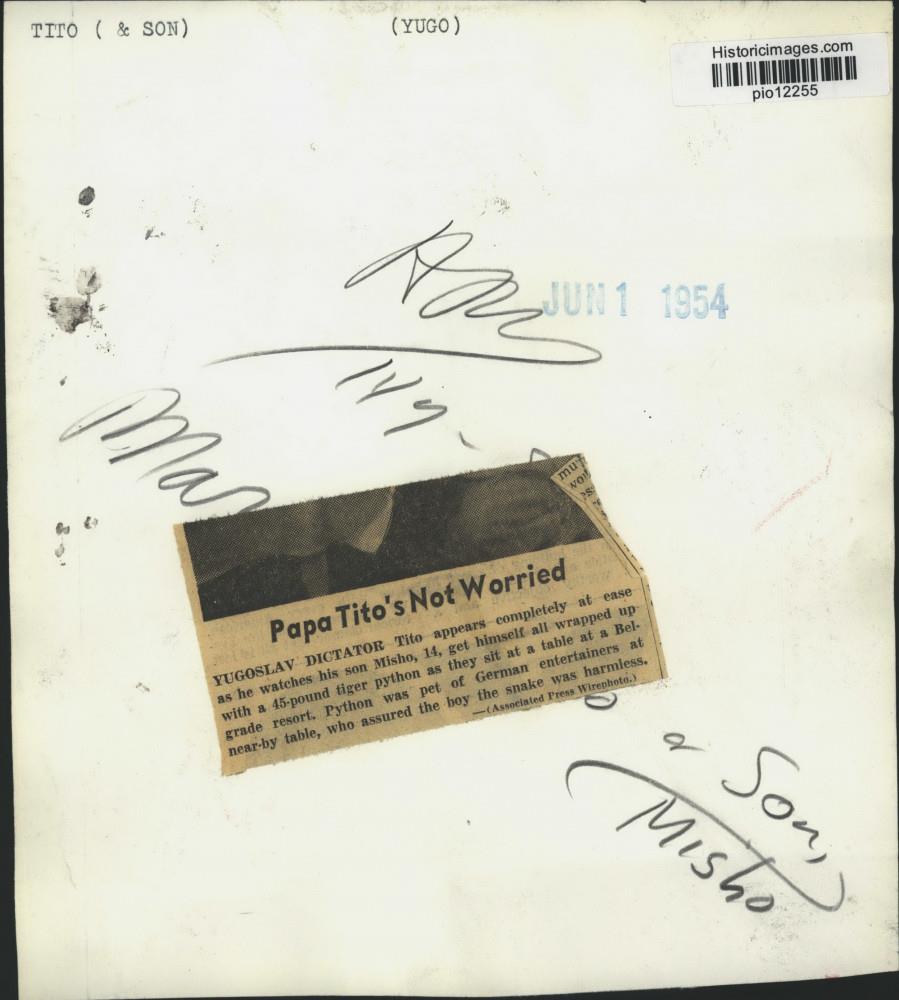 TITO ( & SON)
(YUGO)
Historicimages.com
pio12255
JUN 1 1954
Papa Tito's Not Worried
YUGOSLAV DICTATOR Tito appears completely at ease
as he watches his son Misho, 14, get himself all wrapped up
with a 45-pound tiger python as they sit at a table at a Bel-
grade resort. Python was pet of German entertainers at
near-by table, who assured the boy the snake was harmless.
—(Associated Press Wirephoto.)
Son,
Misho